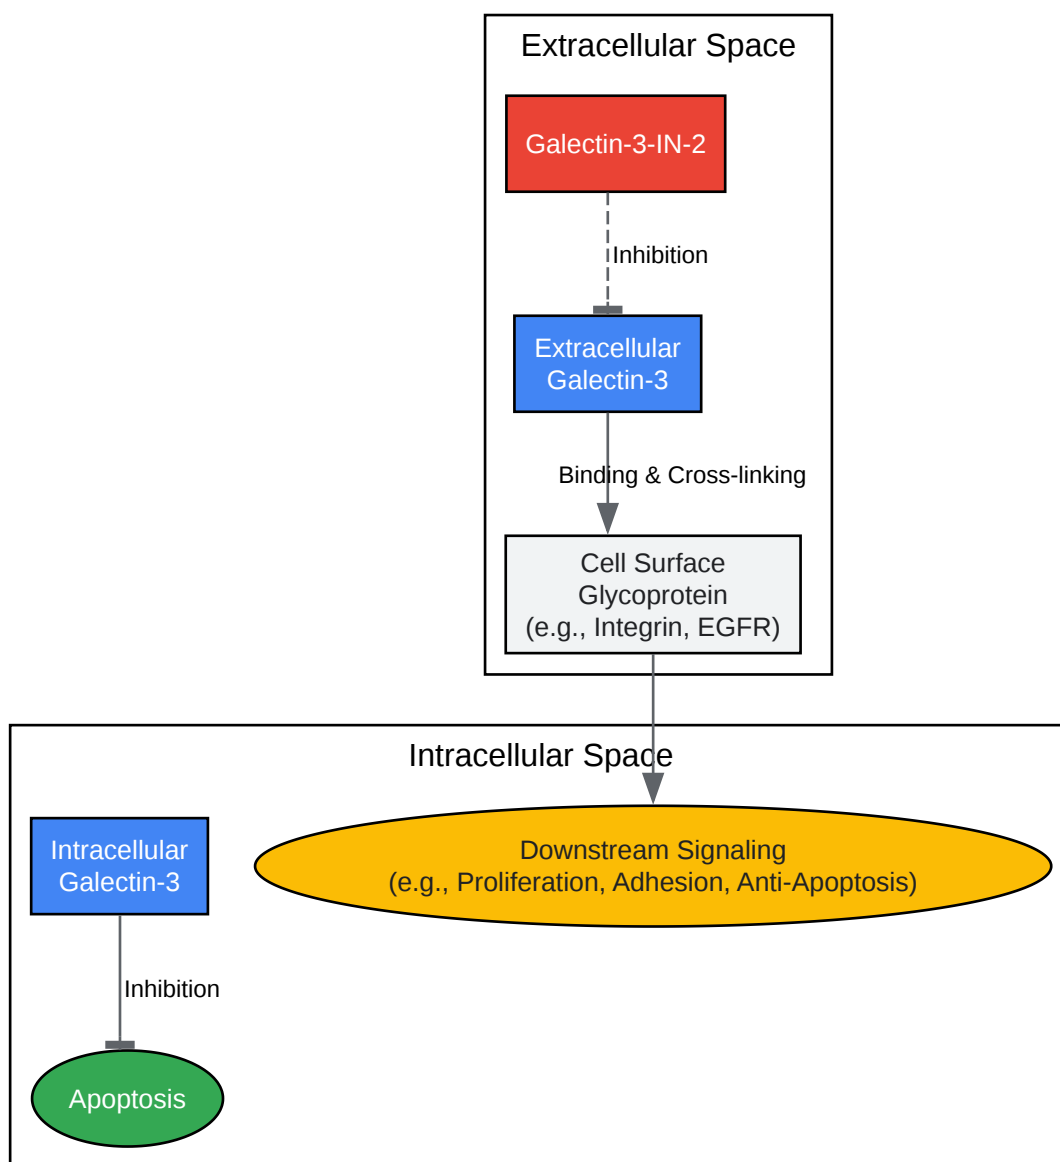 Extracellular Space
Galectin-3-IN-2
Inhibition
Extracellular
Galectin-3
Binding & Cross-linking
Cell Surface
Glycoprotein
(e.g., Integrin, EGFR)
Intracellular Space
Intracellular
Galectin-3
Downstream Signaling
(e.g., Proliferation, Adhesion, Anti-Apoptosis)
Inhibition
Apoptosis